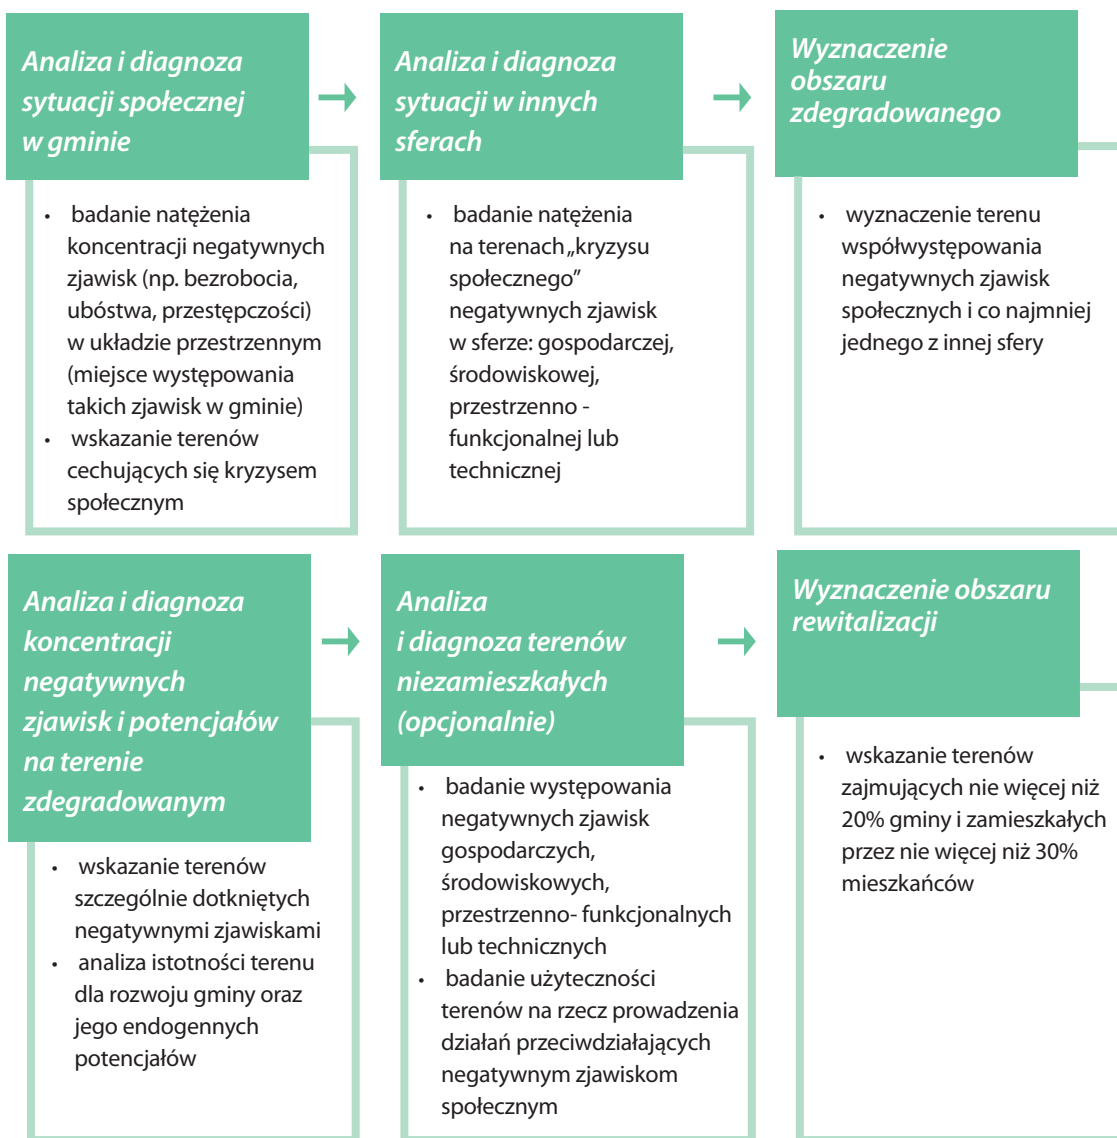 Analiza i diagnoza
sytuacji społecznej
w gminie
• badanie natężenia
koncentracji negatywnych
zjawisk (np. bezrobocia,
ubóstwa, przestępczości)
w układzie przestrzennym
(miejsce występowania
takich zjawisk w gminie)
• wskazanie terenów
cechujących się kryzysem
społecznym
Analiza i diagnoza
sytuacji w innych
sferach
• badanie natężenia
na terenach „kryzysu
społecznego”
negatywnych zjawisk
w sferze: gospodarczej,
środowiskowej,
przestrzenno -
funkcjonalnej lub
technicznej
Wyznaczenie
obszaru
zdegradowanego
• wyznaczenie terenu
współwystępowania
negatywnych zjawisk
społecznych i co najmniej
jednego z innej sfery
Analiza i diagnoza
koncentracji
negatywnych
zjawisk i potencjałów
na terenie
zdegradowanym
• wskazanie terenów
szczególnie dotkniętych
negatywnymi zjawiskami
• analiza istotności terenu
dla rozwoju gminy oraz
jego endogennych
potencjałów
Analiza
i diagnoza terenów
niezamieszkałych
(opcjonalnie)
• badanie występowania
negatywnych zjawisk
gospodarczych,
środowiskowych,
przestrzenno- funkcjonalnych
lub technicznych
• badanie użyteczności
terenów na rzecz prowadzenia
działań przeciwdziałających
negatywnym zjawiskom
społecznym
Wyznaczenie obszaru
rewitalizacji
• wskazanie terenów
zajmujących nie więcej niż
20% gminy i zamieszkałych
przez nie więcej niż 30%
mieszkańców